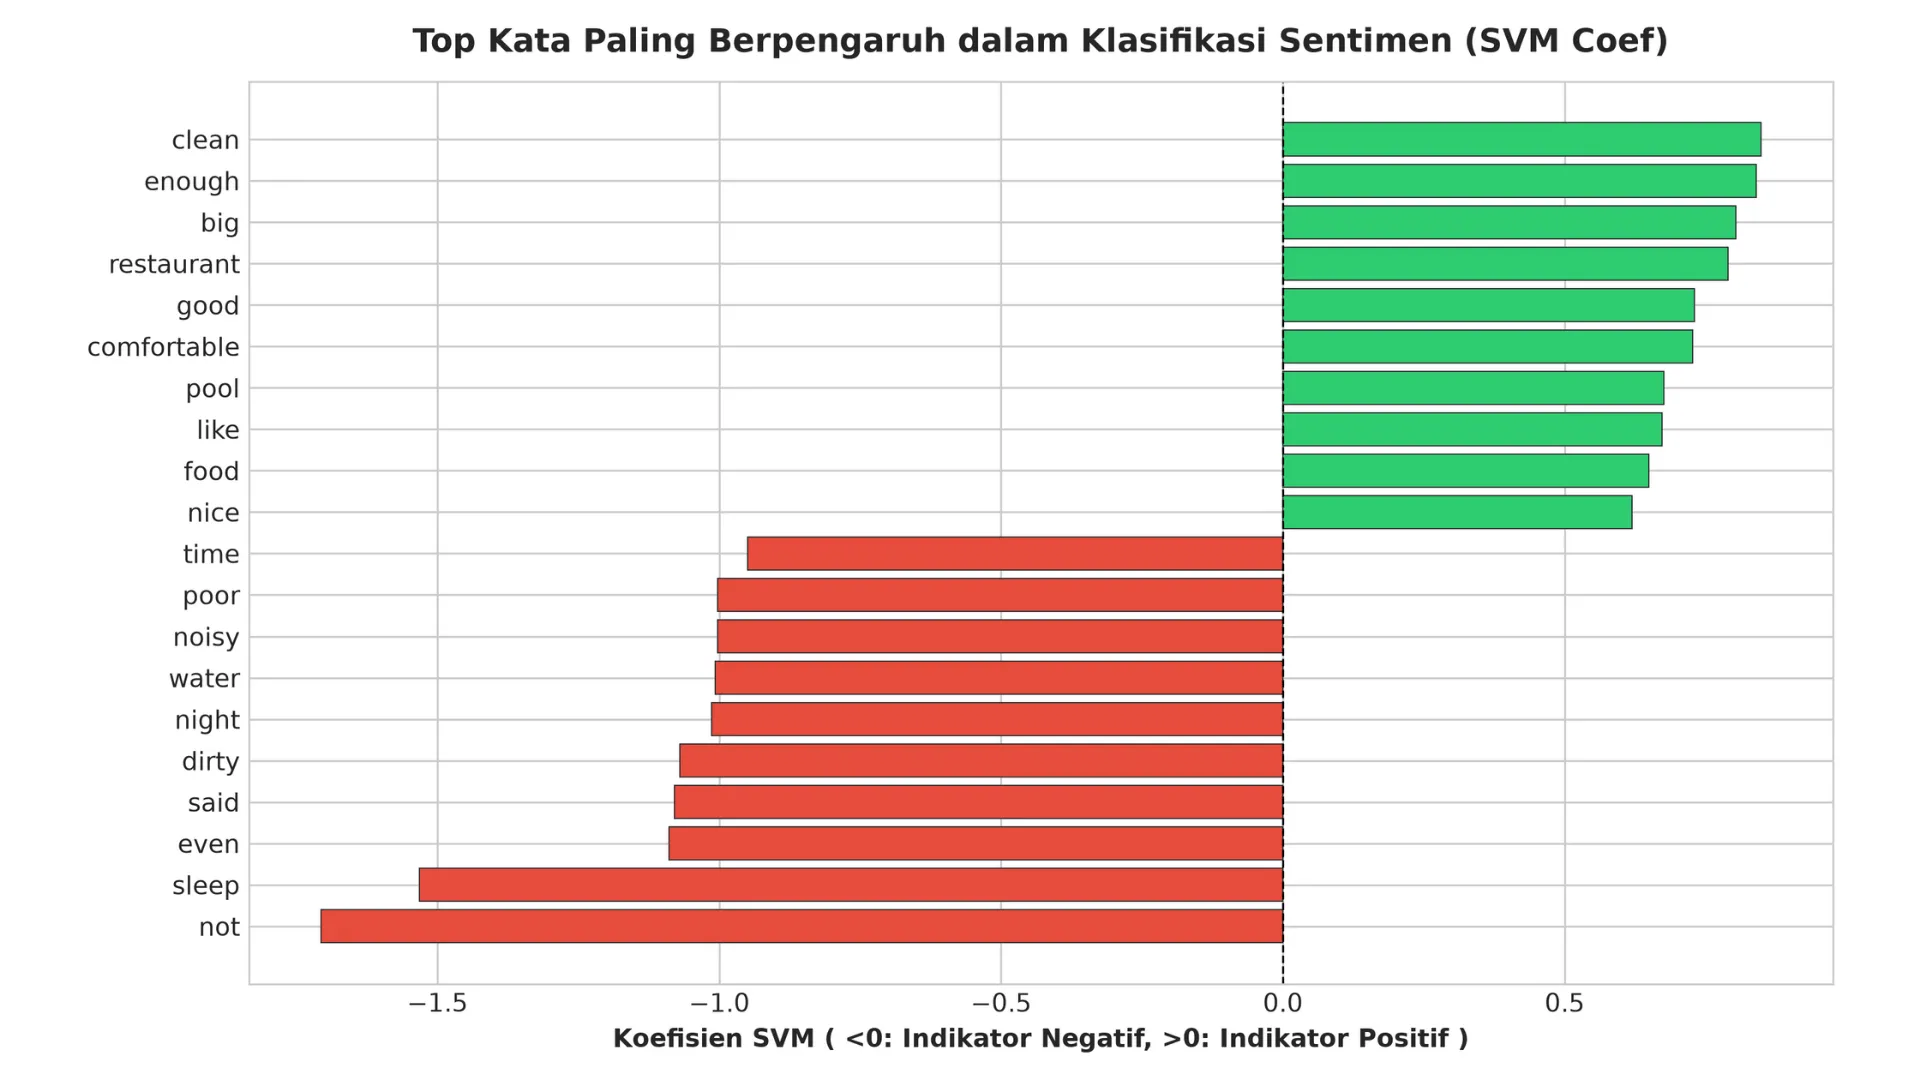 Top Kata Paling Berpengaruh dalam Klasifikasi Sentimen (SVM Coef)
clean
enough
big
restaurant
good
comfortable
pool
like
food
nice
time
poor
noisy
water
night
dirty
said
even
sleep
not
−1.5 −1.0 −0.5 0.0 0.5
Koefisien SVM ( <0: Indikator Negatif, >0: Indikator Positif )